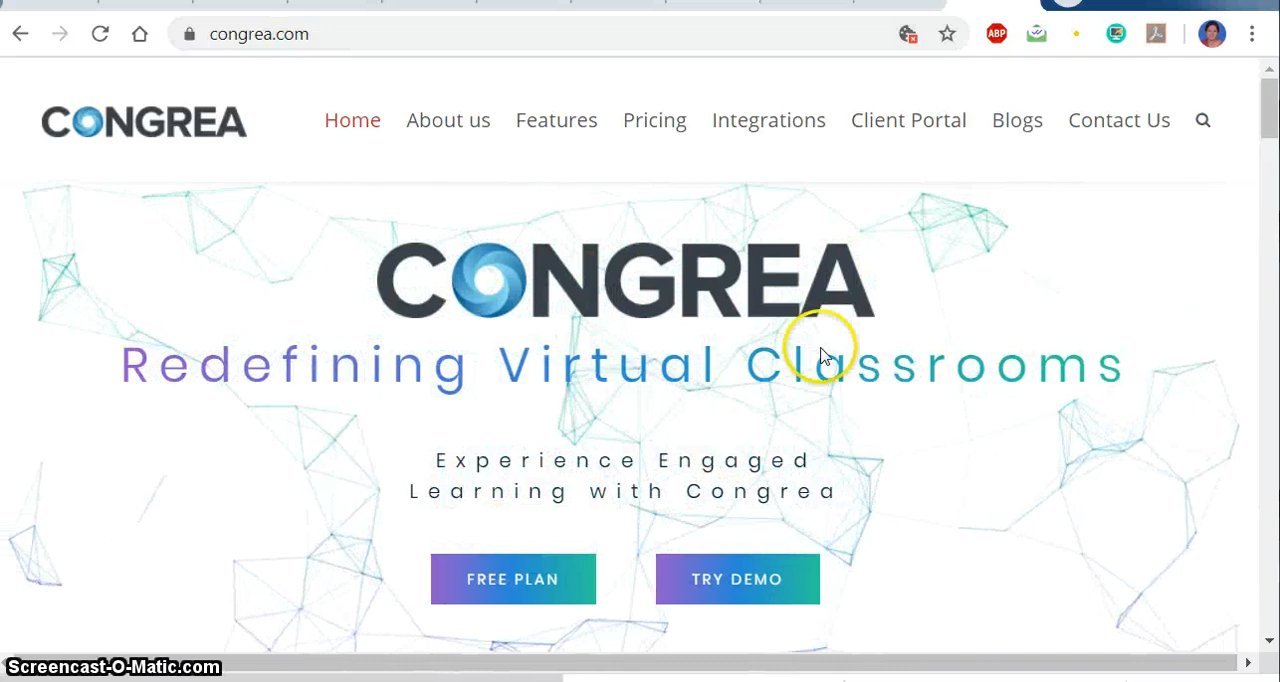 congrea.com
ABP
CONGREA
Home About us Features Pricing Integrations Client Portal Blogs Contact Us
CONGREA
Redefining Virtual Classrooms
Experience Engaged
Learning with Congrea
FREE PLAN TRY DEMO
Screencast-O-Matic.com